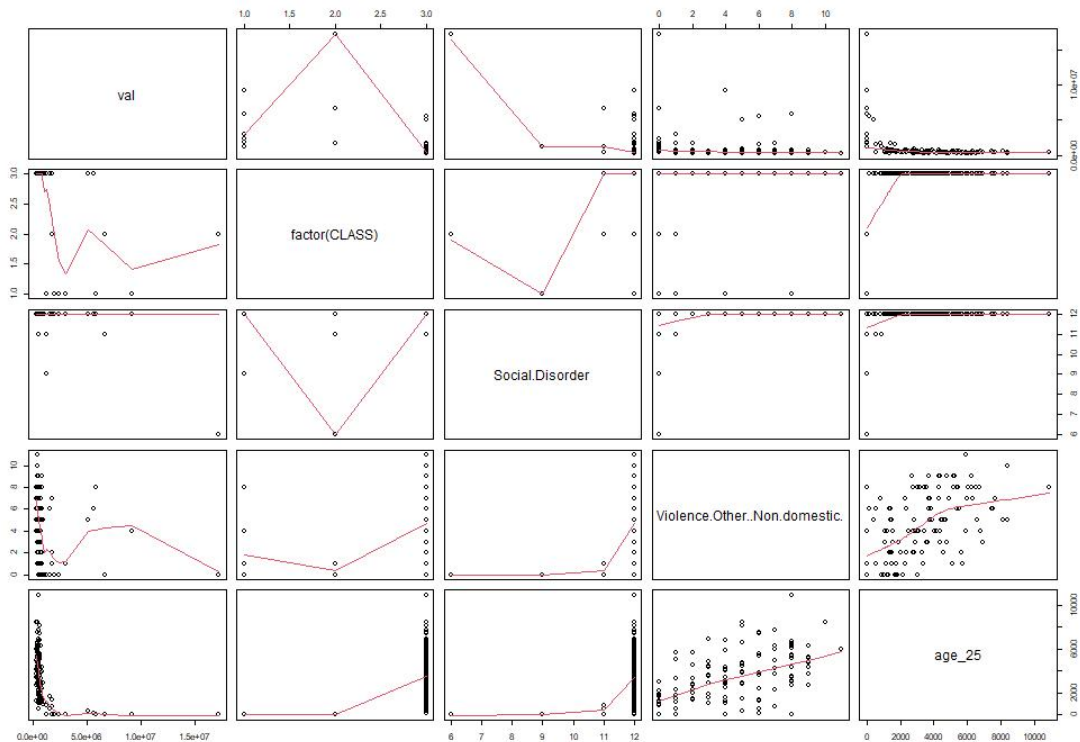 1.0 1.5 2.0 2.5 3.0 0 2 4 6 8 10
val
0.0e+00 1.0e+07
1.0 1.5 2.0 2.5 3.0
factor(CLASS)
Social.Disorder
6 7 8 9 10 11 12
0 2 4 6 8 10
Violence.Other..Non.domestic.
age_25
0 2000 6000 10000
0.0e+00 5.0e+06 1.0e+07 1.5e+07 6 7 8 9 10 11 12 0 2000 4000 6000 8000 10000